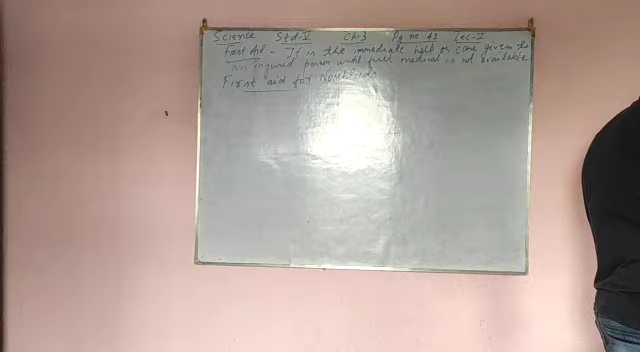 Science Std-V Ch-3 Pg no 43 Lec-II
First Aid - It is the immediate help or care given to
an injured person until full medical is not available
First aid for Nosebleeds